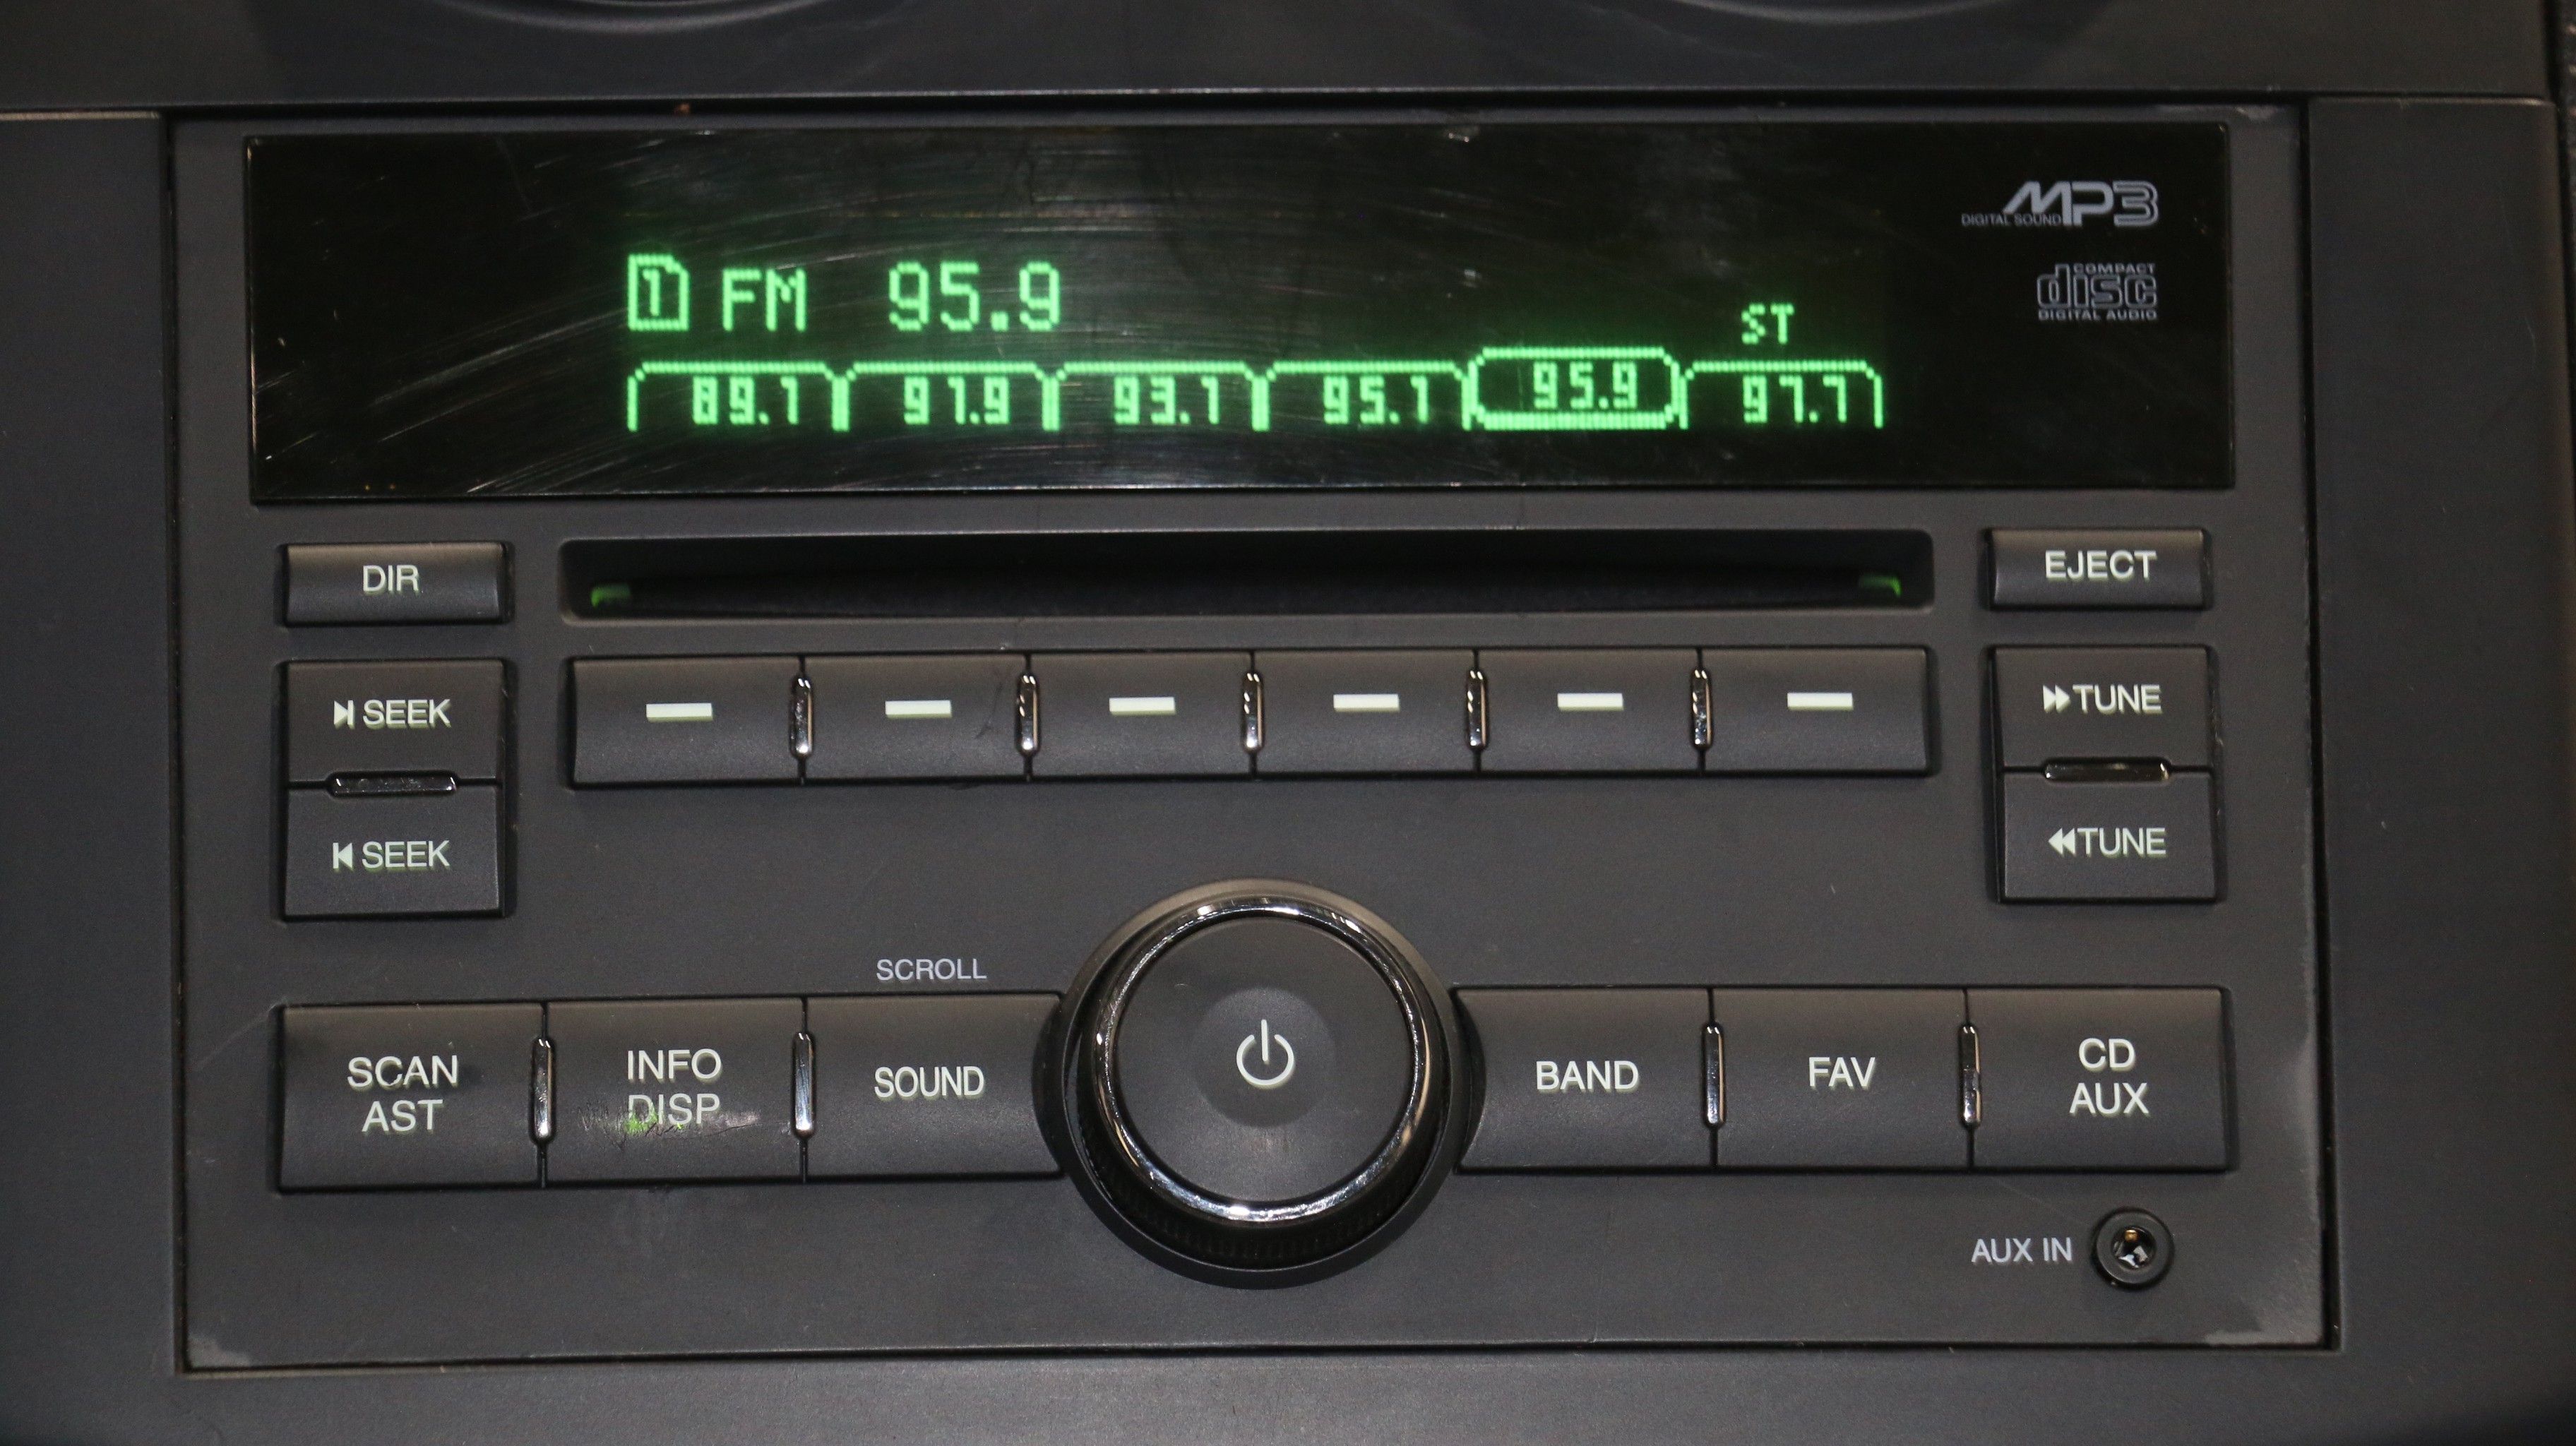 MP3
DIGITAL SOUND
COMPACT
disc
DIGITAL AUDIO
1 FM 95.9
ST
89.1 91.9 93.1 95.1 95.9 97.7
DIR
EJECT
SEEK
TUNE
SEEK
TUNE
SCROLL
SCAN
AST
INFO
DISP
SOUND
BAND
FAV
CD
AUX
AUX IN